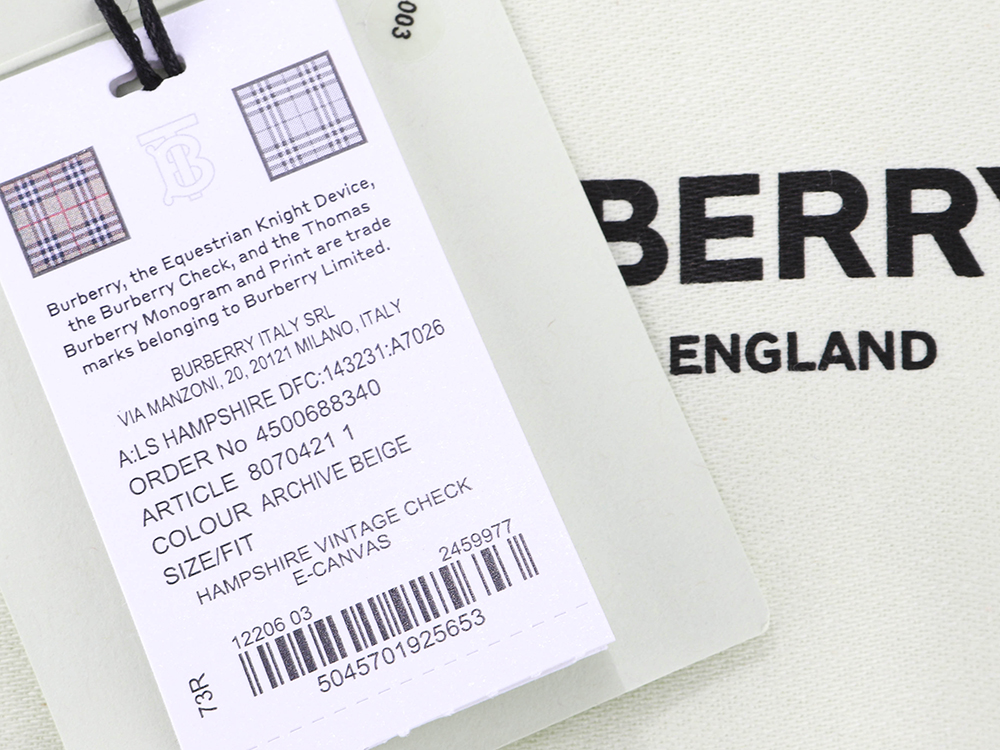 003
Burberry, the Equestrian Knight Device,
the Burberry Check, and the Thomas
Burberry Monogram and Print are trade
marks belonging to Burberry Limited.
BURBERRY ITALY SRL
VIA MANZONI, 20, 20121 MILANO, ITALY
A:LS HAMPSHIRE DFC:143231:A7026
ORDER No 4500688340
ARTICLE 8070421 1
COLOUR ARCHIVE BEIGE
SIZE/FIT
HAMPSHIRE VINTAGE CHECK
E-CANVAS
12206 03 2459977
5045701925653
73R
BERRY
ENGLAND